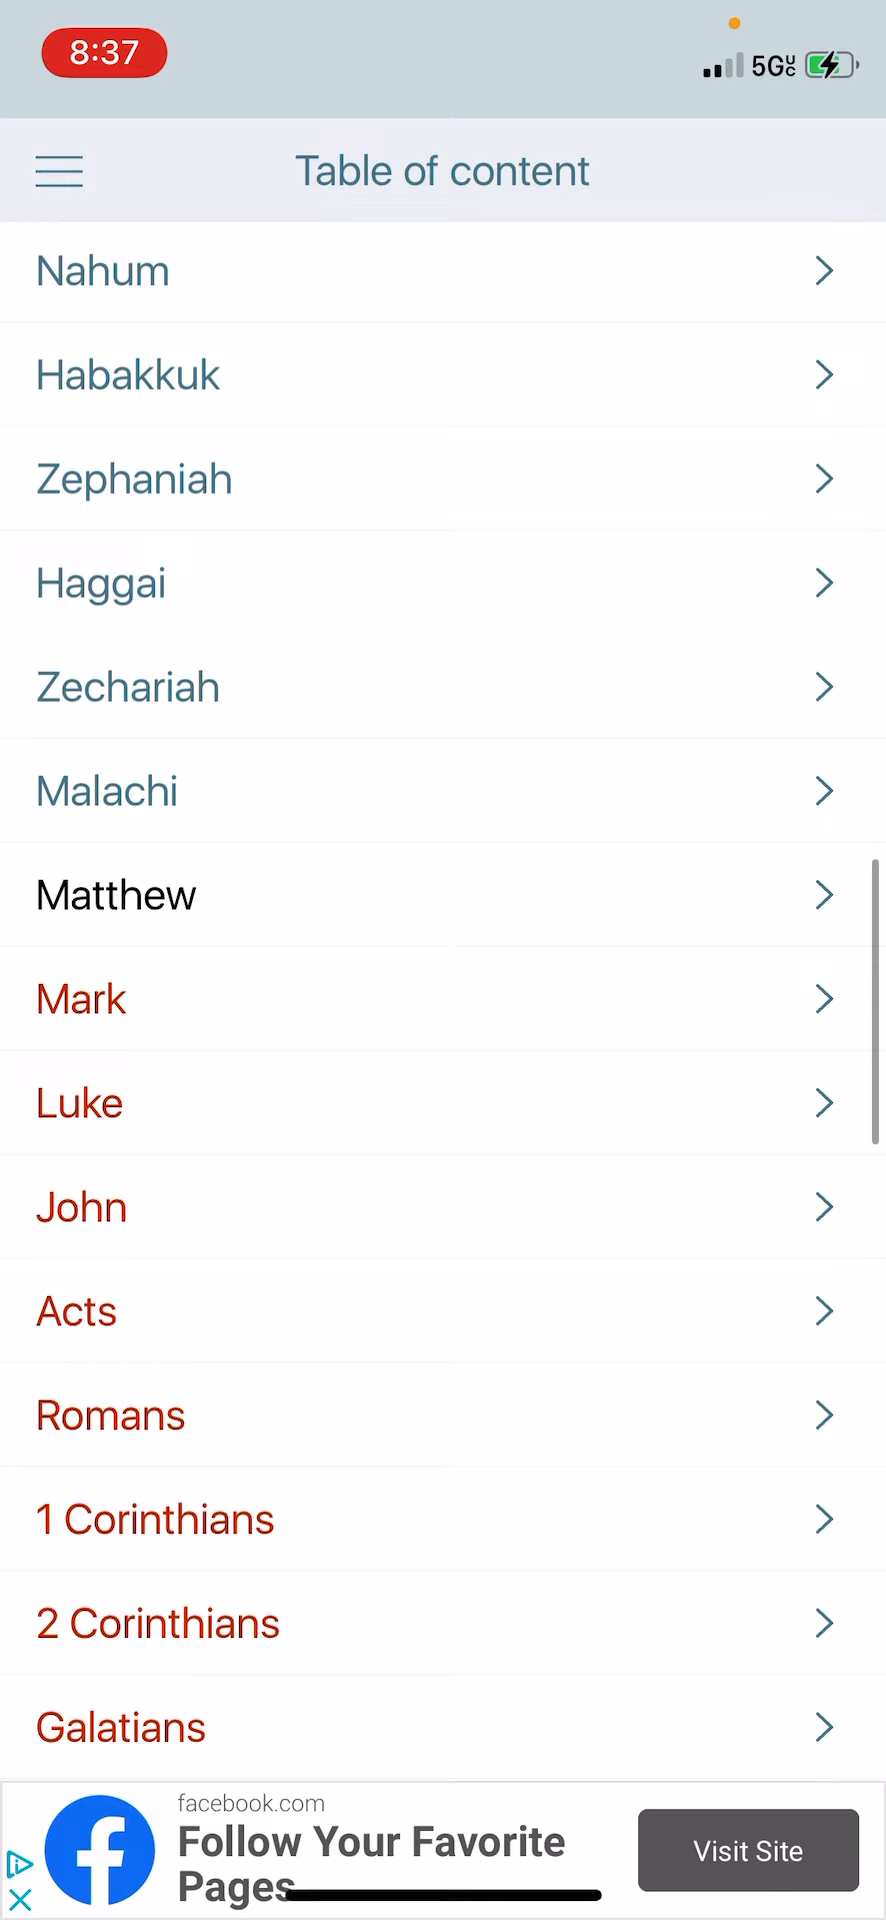 8:37
5G UC
Table of content
Nahum
Habakkuk
Zephaniah
Haggai
Zechariah
Malachi
Matthew
Mark
Luke
John
Acts
Romans
1 Corinthians
2 Corinthians
Galatians
facebook.com
Follow Your Favorite
Pages
Visit Site